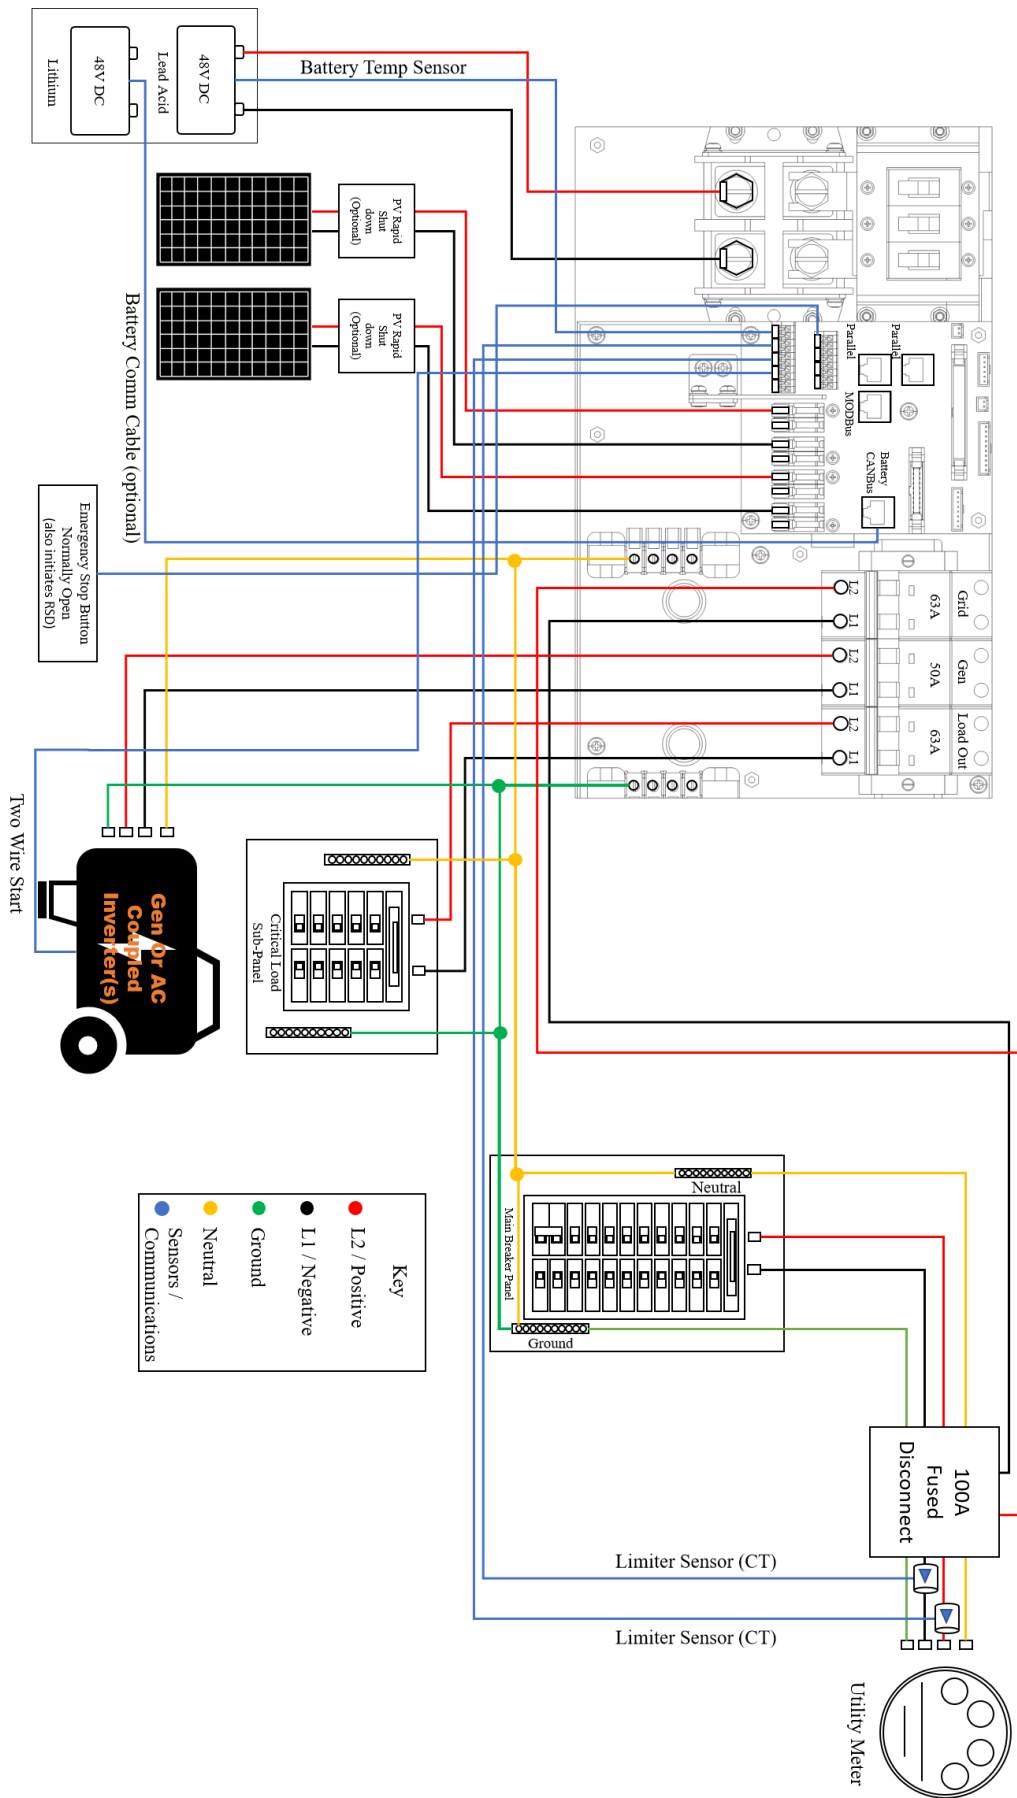 Battery Temp Sensor
48V DC
Lead Acid
48V DC
Lithium
PV Rapid
Shut
down
(Optional)
PV Rapid
Shut
down
(Optional)
Battery Comm Cable (optional)
Parallel
Parallel
MODBus
Battery
CANBus
Emergency Stop Button
Normally Open
(also initiates RSD)
L2
L1
63A
Grid
L2
L1
50A
Gen
L2
L1
63A
Load Out
Two Wire Start
Gen Or AC
Coupled
Inverter(s)
Critical Load
Sub-Panel
Neutral
Main Breaker Panel
Ground
Key
L2 / Positive
L1 / Negative
Ground
Neutral
Sensors /
Communications
100A
Fused
Disconnect
Limiter Sensor (CT)
Limiter Sensor (CT)
Utility Meter